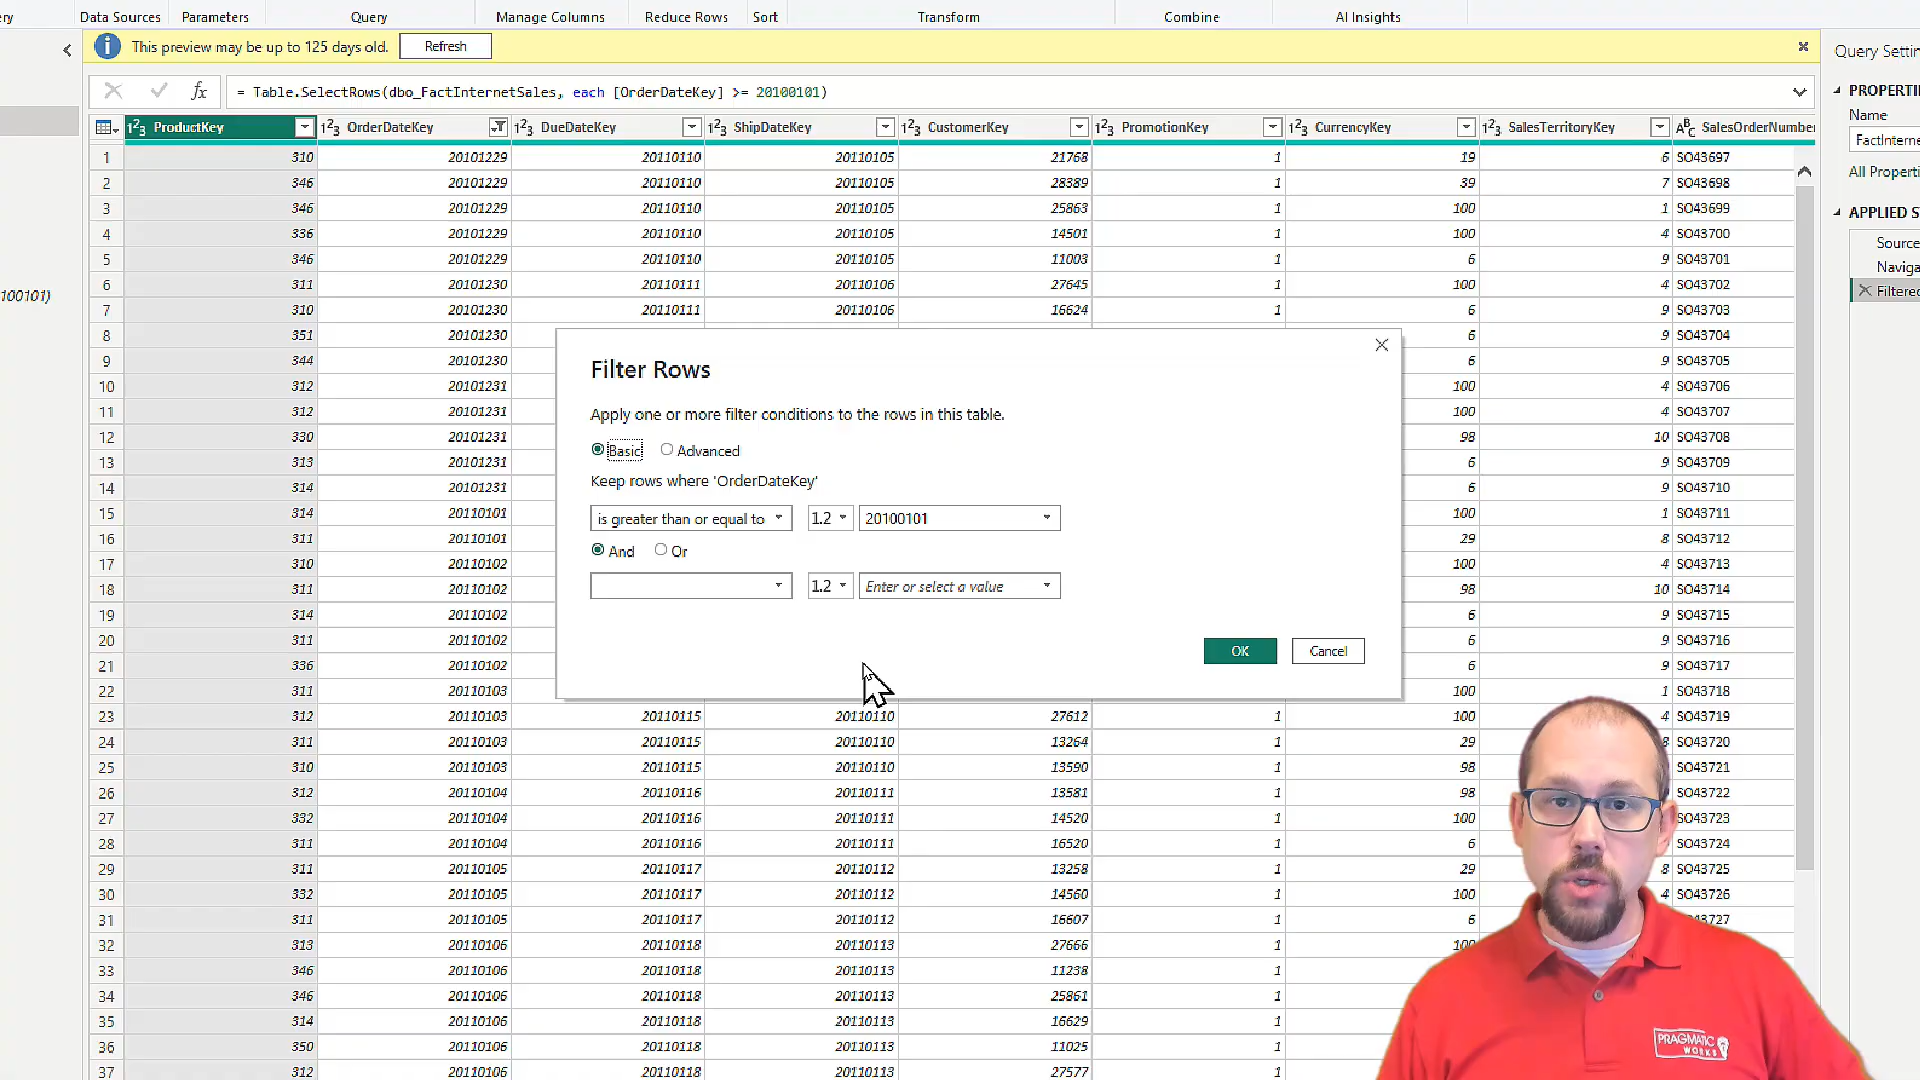 ry Data Sources Parameters Query Manage Columns Reduce Rows Sort Transform Combine AI Insights
This preview may be up to 125 days old. Refresh
Query Settin
fx = Table.SelectRows(dbo_FactInternetSales, each [OrderDateKey] >= 20100101)
PROPERTI
Name
FactInterne
All Properti
APPLIED S
Source
Naviga
Filtered
100101)
ProductKey OrderDateKey DueDateKey ShipDateKey CustomerKey PromotionKey CurrencyKey SalesTerritoryKey SalesOrderNumber
1 310 20101229 20110110 20110105 21768 1 19 6 SO43697
2 346 20101229 20110110 20110105 28389 1 39 7 SO43698
3 346 20101229 20110110 20110105 25863 1 100 1 SO43699
4 336 20101229 20110110 20110105 14501 1 100 4 SO43700
5 346 20101229 20110110 20110105 11003 1 6 9 SO43701
6 311 20101230 20110111 20110106 27645 1 100 4 SO43702
7 310 20101230 20110111 20110106 16624 1 6 9 SO43703
8 351 20101230 6 9 SO43704
9 344 20101230 6 9 SO43705
10 312 20101231 100 4 SO43706
11 312 20101231 100 4 SO43707
12 330 20101231 98 10 SO43708
13 313 20101231 6 9 SO43709
14 314 20101231 6 9 SO43710
15 314 20110101 100 1 SO43711
16 311 20110101 29 8 SO43712
17 310 20110102 100 4 SO43713
18 311 20110102 98 10 SO43714
19 314 20110102 6 9 SO43715
20 311 20110102 6 9 SO43716
21 336 20110102 6 9 SO43717
22 311 20110103 100 1 SO43718
23 312 20110103 20110115 20110110 27612 1 100 4 SO43719
24 311 20110103 20110115 20110110 13264 1 29 8 SO43720
25 310 20110103 20110115 20110110 13590 1 98 SO43721
26 312 20110104 20110116 20110111 13581 1 98 9 SO43722
27 332 20110104 20110116 20110111 14520 1 100 SO43723
28 311 20110104 20110116 20110111 16520 1 6 SO43724
29 311 20110105 20110117 20110112 13258 1 29 8 SO43725
30 332 20110105 20110117 20110112 14560 1 100 4 SO43726
31 311 20110105 20110117 20110112 16607 1 6 43727
32 313 20110106 20110118 20110113 27666 1 100
33 346 20110106 20110118 20110113 11238 1
34 346 20110106 20110118 20110113 25861 1
35 314 20110106 20110118 20110113 16629 1
36 350 20110106 20110118 20110113 11025 1
37 312 20110106 20110118 20110113 27577 1
Filter Rows
Apply one or more filter conditions to the rows in this table.
Basic Advanced
Keep rows where 'OrderDateKey'
is greater than or equal to 1.2 20100101
And Or
1.2 Enter or select a value
OK Cancel
PRAGMATIC
WORKS